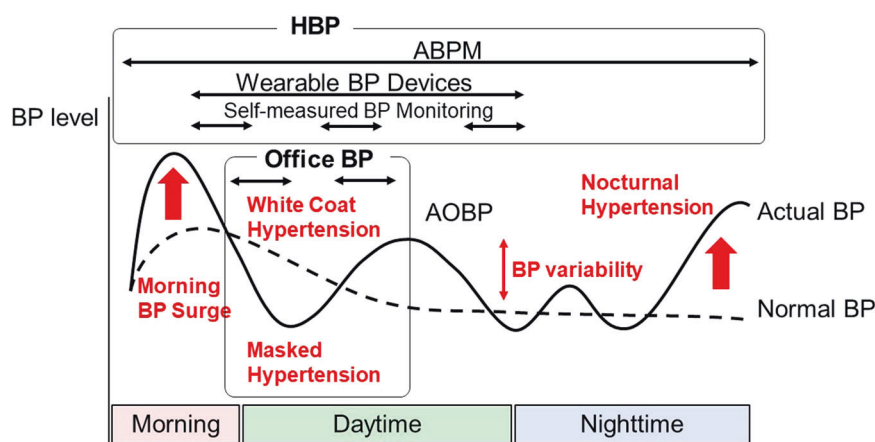 HBP
ABPM
Wearable BP Devices
BP level
Self-measured BP Monitoring
Office BP
White Coat
Hypertension
AOBP
Nocturnal
Hypertension
Actual BP
BP variability
Morning
BP Surge
Normal BP
Masked
Hypertension
Morning
Daytime
Nighttime